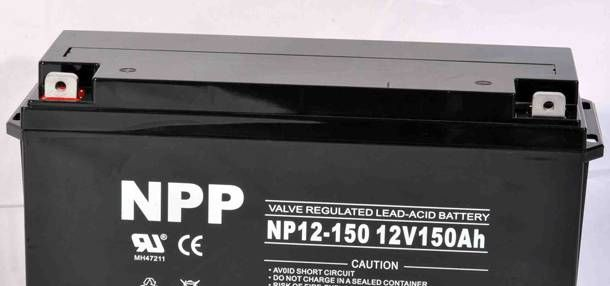 NPP
VALVE REGULATED LEAD-ACID BATTERY
NP12-150 12V150Ah
MH47211
CE
CAUTION
• AVOID SHORT CIRCUIT
• DO NOT CHARGE IN A SEALED CONTAINER